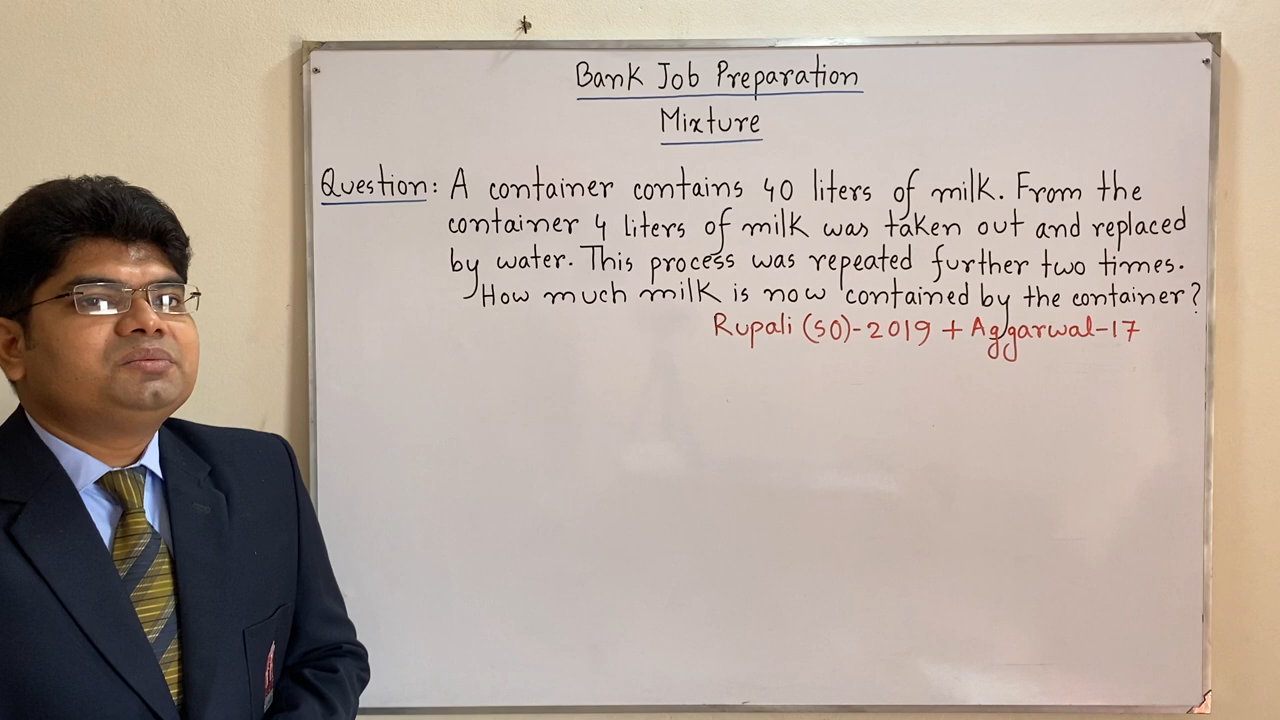 Bank Job Preparation
Mixture
Question: A container contains 40 liters of milk. From the
container 4 liters of milk was taken out and replaced
by water. This process was repeated further two times.
How much milk is now contained by the container?
Rupali (SO)-2019 + Aggarwal-17